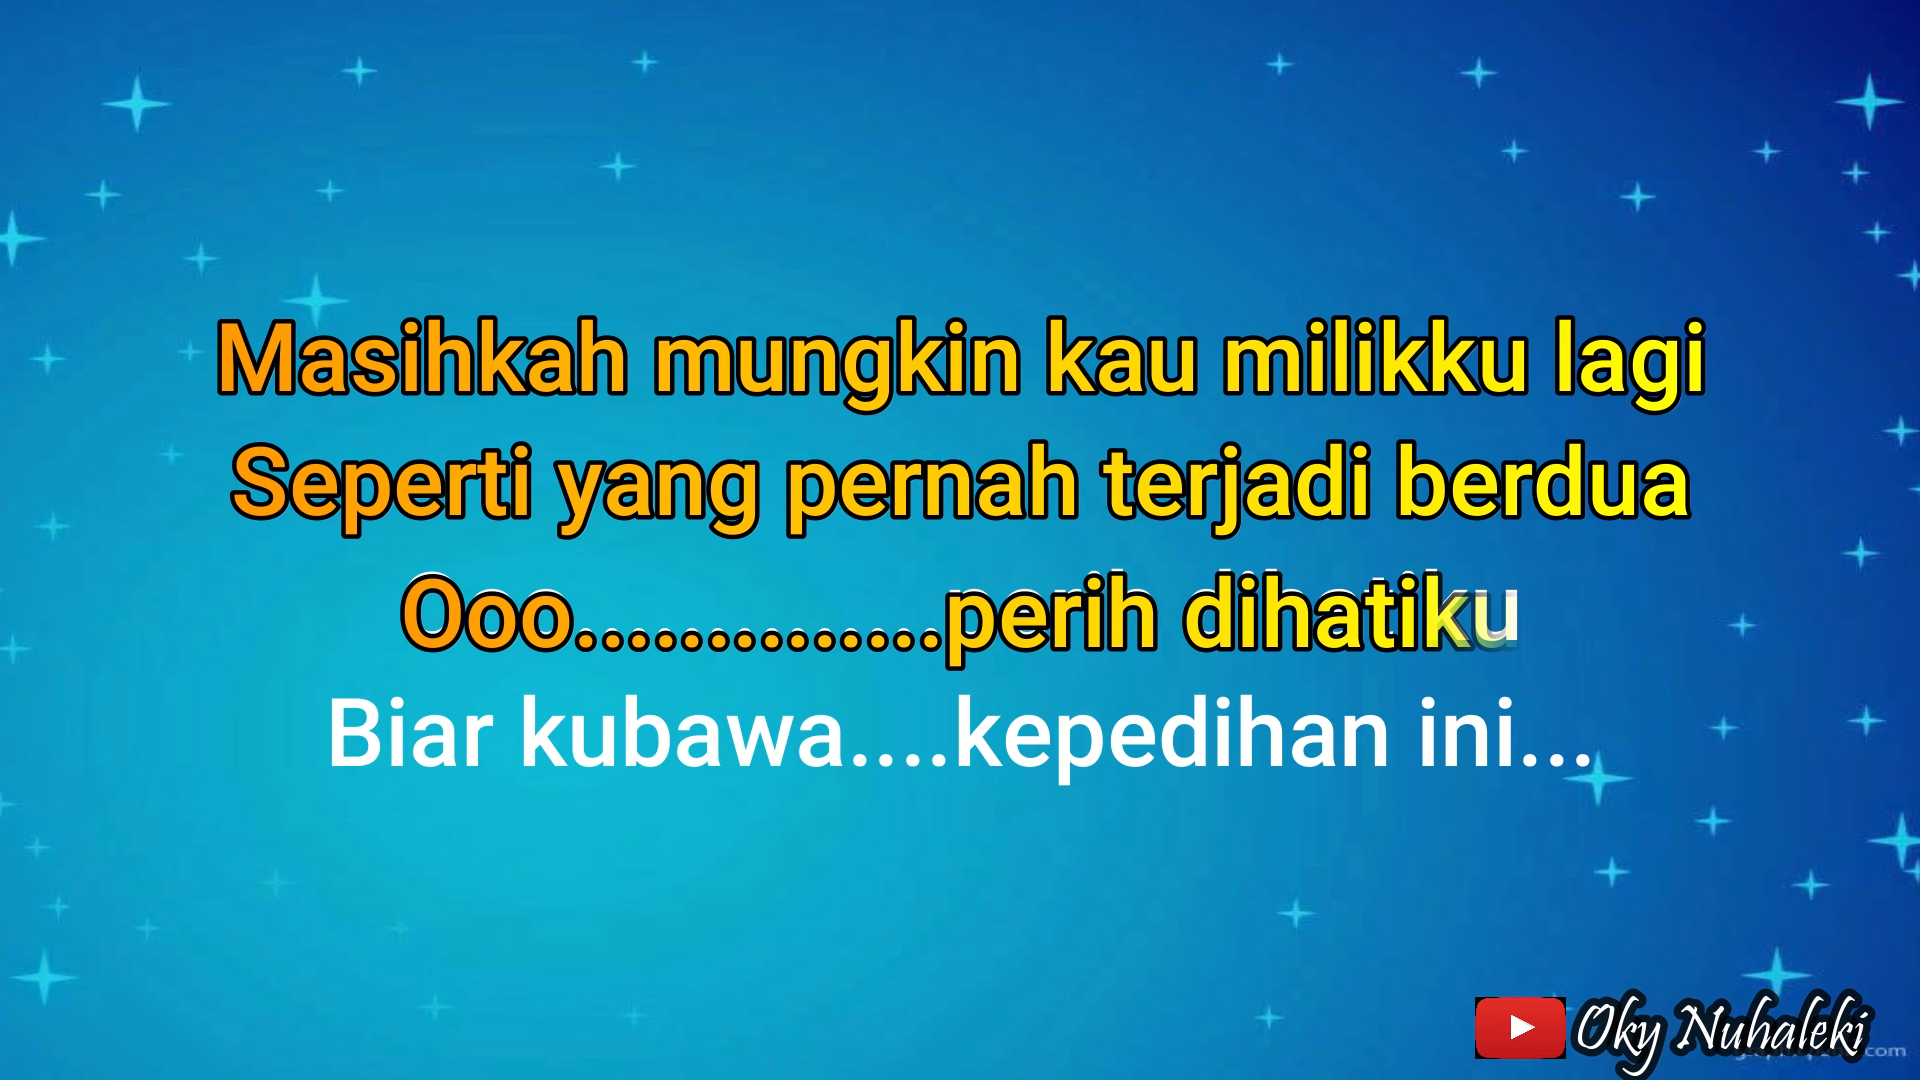 Masihkah mungkin kau milikku lagi
Seperti yang pernah terjadi berdua
Ooo..............perih dihatiku
Biar kubawa....kepedihan ini...
Oky Nuhaleki